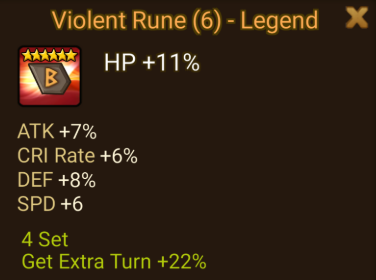 Violent Rune (6) - Legend
HP +11%
ATK +7%
CRI Rate +6%
DEF +8%
SPD +6
4 Set
Get Extra Turn +22%